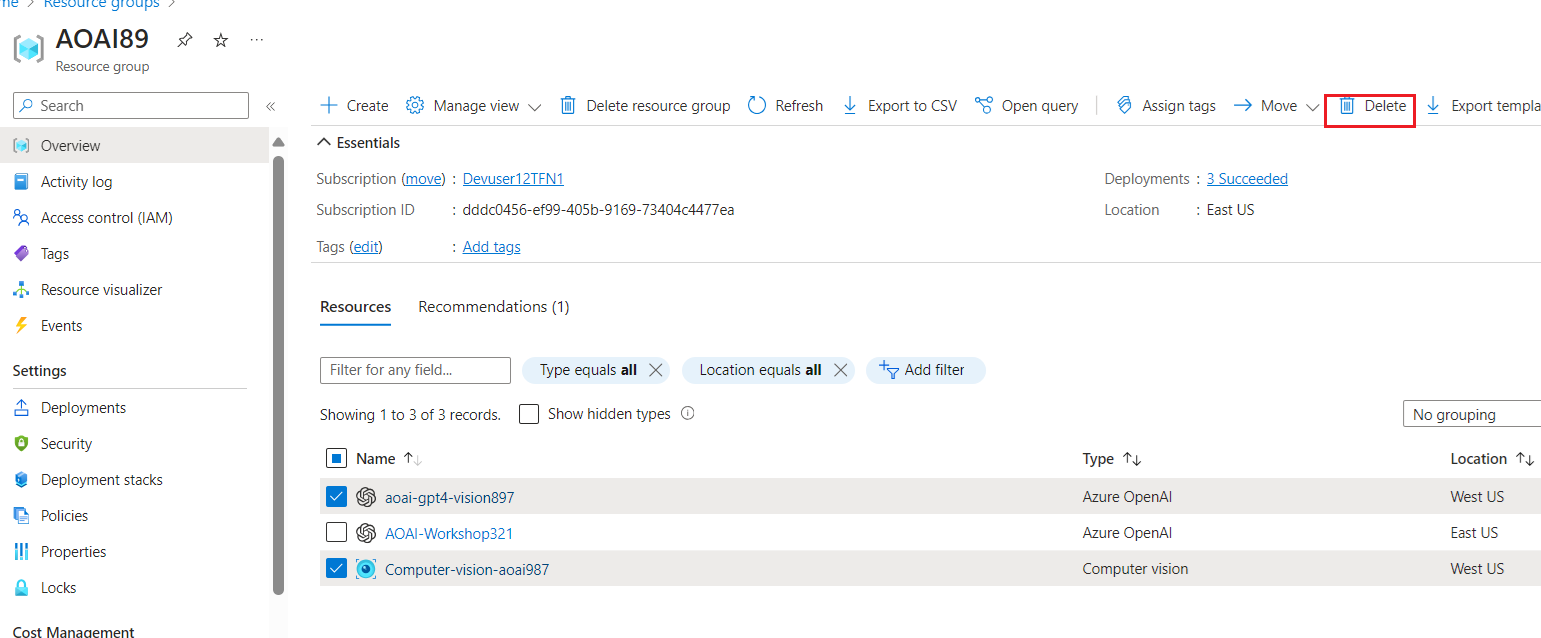 Resource groups
AOAI89
Resource group
Search
Create Manage view Delete resource group Refresh Export to CSV Open query Assign tags Move Delete Export templa
Overview
Activity log
Access control (IAM)
Tags
Resource visualizer
Events
Settings
Deployments
Security
Deployment stacks
Policies
Properties
Locks
Cost Management
Essentials
Subscription (move) : Devuser12TFN1
Subscription ID : dddc0456-ef99-405b-9169-73404c4477ea
Tags (edit) : Add tags
Deployments : 3 Succeeded
Location : East US
Resources Recommendations (1)
Filter for any field... Type equals all Location equals all Add filter
Showing 1 to 3 of 3 records. Show hidden types No grouping
Name Type Location
aoai-gpt4-vision897 Azure OpenAI West US
AOAI-Workshop321 Azure OpenAI East US
Computer-vision-aoai987 Computer vision West US